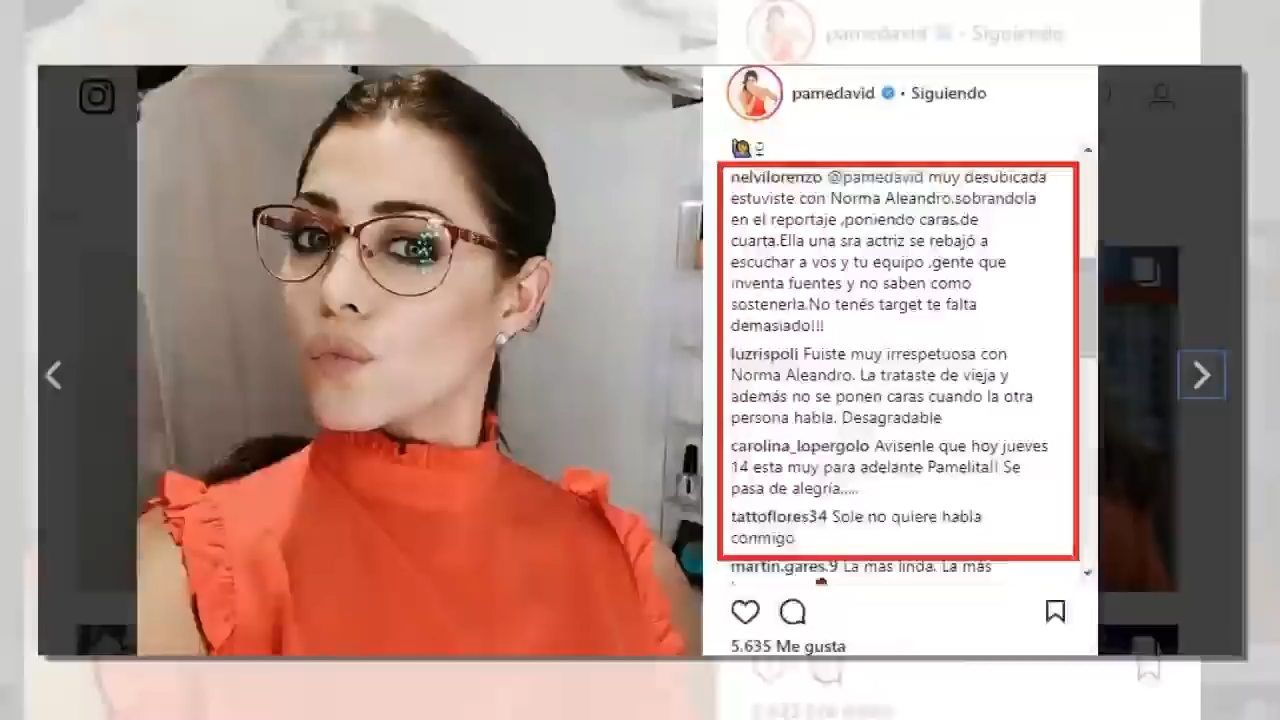 pamedavid • Siguiendo
pamedavid • Siguiendo
nelvilorenzo @pamedavid muy desubicada
estuviste con Norma Aleandro.sobrandola
en el reportaje ,poniendo caras.de
cuarta.Ella una sra actriz se rebajó a
escuchar a vos y tu equipo .gente que
inventa fuentes y no saben como
sostenerla.No tenés target te falta
demasiado!!!
luzrispoli Fuiste muy irrespetuosa con
Norma Aleandro. La trataste de vieja y
además no se ponen caras cuando la otra
persona habla. Desagradable
carolina_lopergolo Avisenle que hoy jueves
14 esta muy para adelante Pamelita!! Se
pasa de alegría.....
tattoflores34 Sole no quiere habla
conmigo
martin.gares.9 La mas linda. La más
5.635 Me gusta